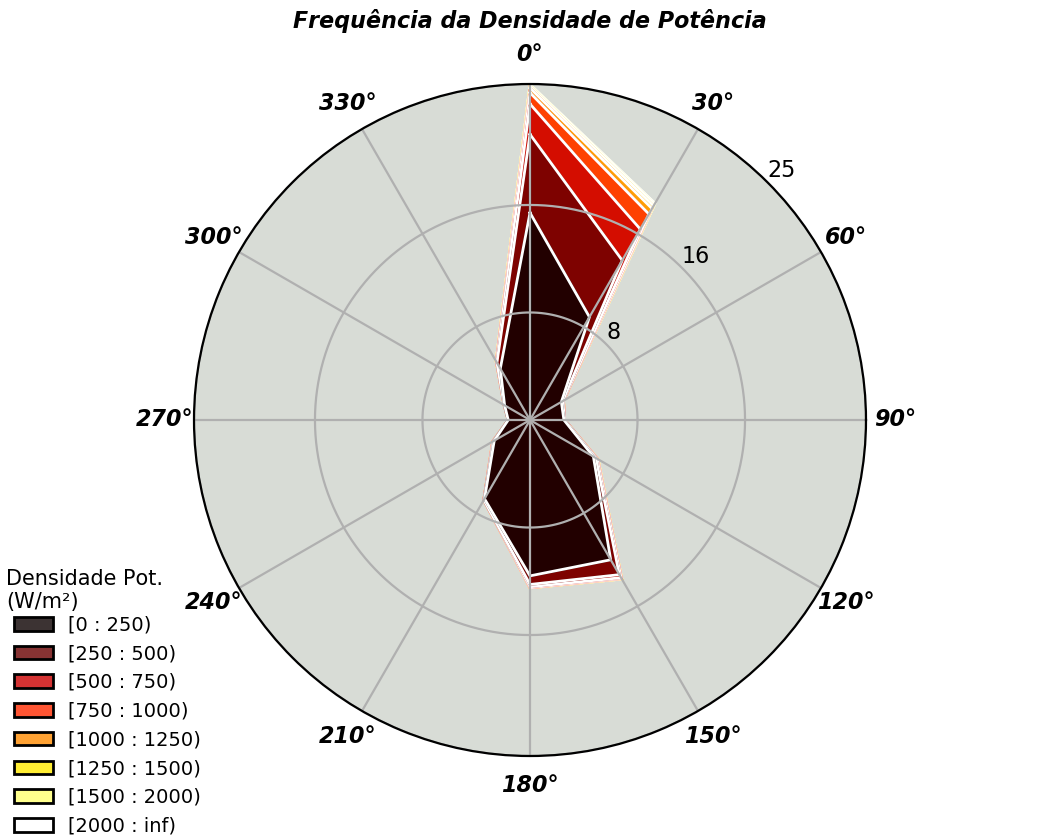 Frequência da Densidade de Potência
0°
330°
30°
25
300°
60°
16
8
270°
90°
240°
120°
210°
150°
180°
Densidade Pot.
(W/m²)
[0 : 250)
[250 : 500)
[500 : 750)
[750 : 1000)
[1000 : 1250)
[1250 : 1500)
[1500 : 2000)
[2000 : inf)